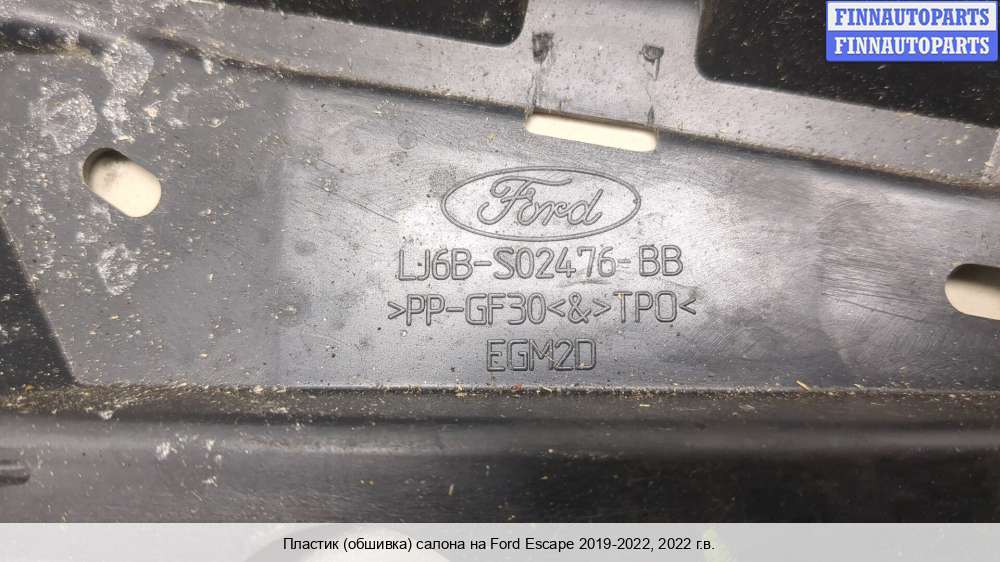 FINNAUTOPARTS
FINNAUTOPARTS
Ford
LJ6B-S02476-BB
>PP-GF30<&>TPO<
EGM2D
Пластик (обшивка) салона на Ford Escape 2019-2022, 2022 г.в.